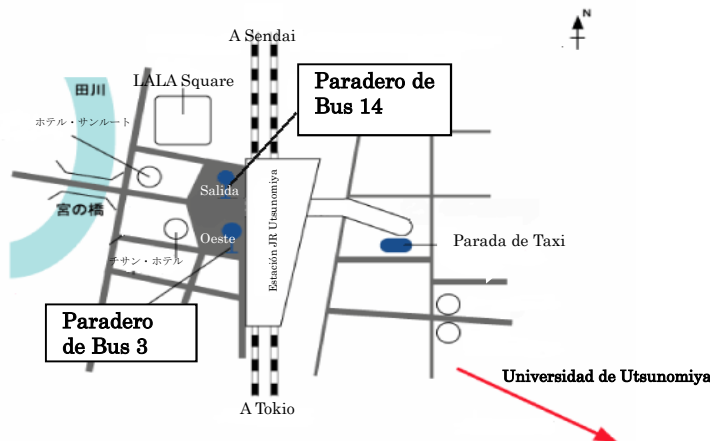 N
A Sendai
LALA Square
Paradero de
Bus 14
田川
ホテル・サンルート
Salida
宮の橋
Oeste
Estación JR Utsunomiya
Parada de Taxi
チサン・ホテル
Paradero
de Bus 3
Universidad de Utsunomiya
A Tokio